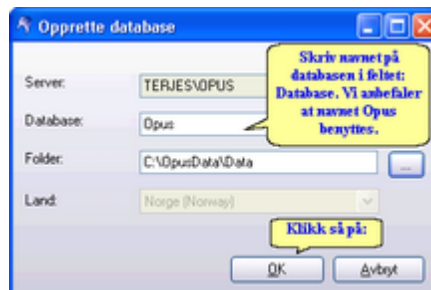 Opprette database
Skriv navnet på
databasen i feltet:
Database. Vi anbefaler
at navnet Opus
benyttes.
Server:
TERJES\OPUS
Database:
Opus
Folder:
C:\OpusData\Data
...
Land:
Norge (Norway)
Klikk så på:
OK
Avbryt